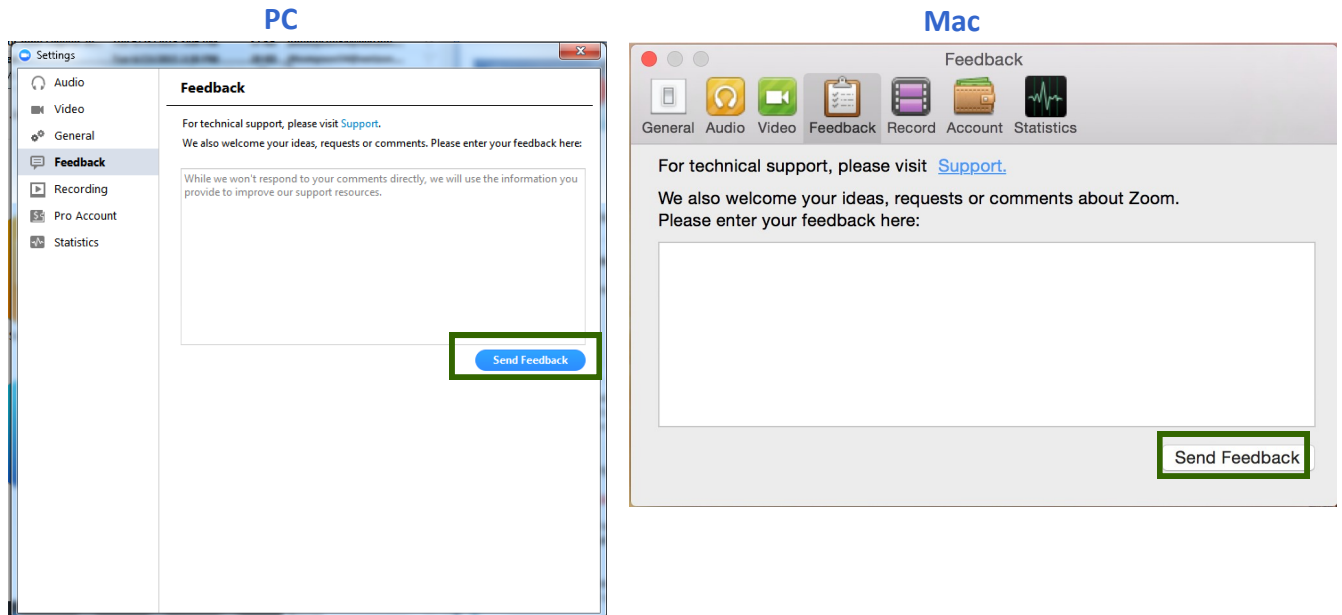 PC
Mac
Settings
Audio
Video
General
Feedback
Recording
Pro Account
Statistics
Feedback
For technical support, please visit Support.
We also welcome your ideas, requests or comments. Please enter your feedback here:
While we won't respond to your comments directly, we will use the information you
provide to improve our support resources.
Send Feedback
Feedback
General Audio Video Feedback Record Account Statistics
For technical support, please visit Support.
We also welcome your ideas, requests or comments about Zoom.
Please enter your feedback here:
Send Feedback